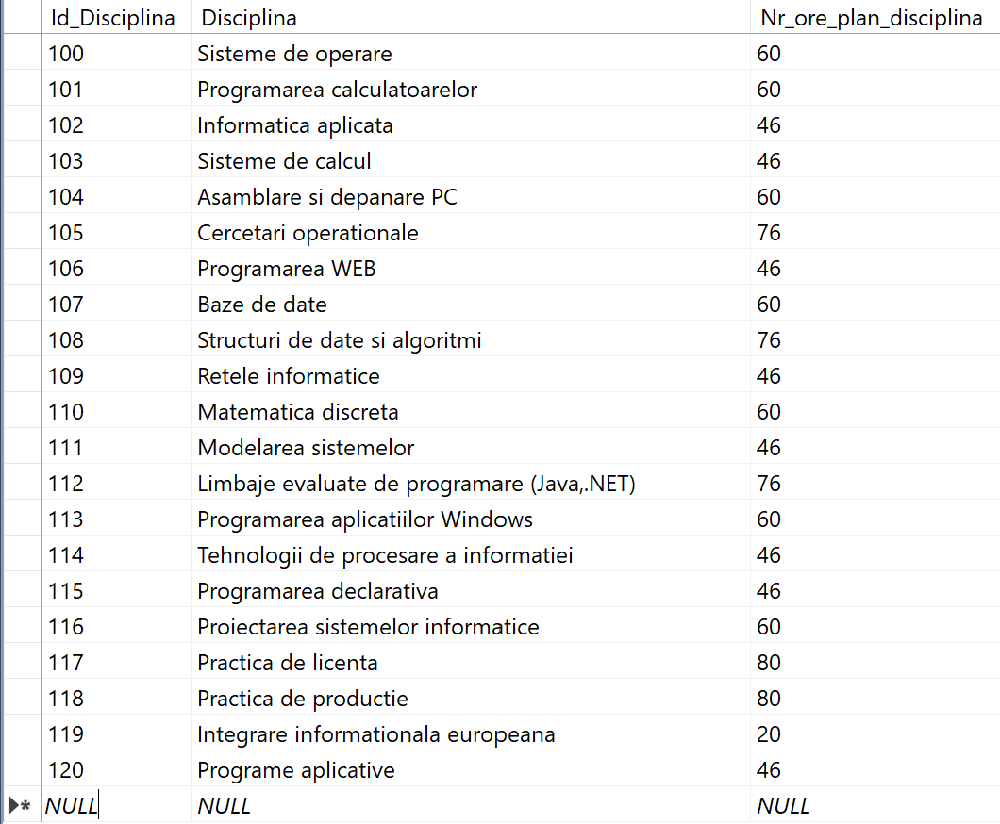 Id_Disciplina Disciplina Nr_ore_plan_disciplina
100 Sisteme de operare 60
101 Programarea calculatoarelor 60
102 Informatica aplicata 46
103 Sisteme de calcul 46
104 Asamblare si depanare PC 60
105 Cercetari operationale 76
106 Programarea WEB 46
107 Baze de date 60
108 Structuri de date si algoritmi 76
109 Retele informatice 46
110 Matematica discreta 60
111 Modelarea sistemelor 46
112 Limbaje evaluate de programare (Java,.NET) 76
113 Programarea aplicatiilor Windows 60
114 Tehnologii de procesare a informatiei 46
115 Programarea declarativa 46
116 Proiectarea sistemelor informatice 60
117 Practica de licenta 80
118 Practica de productie 80
119 Integrare informationala europeana 20
120 Programe aplicative 46
NULL NULL NULL